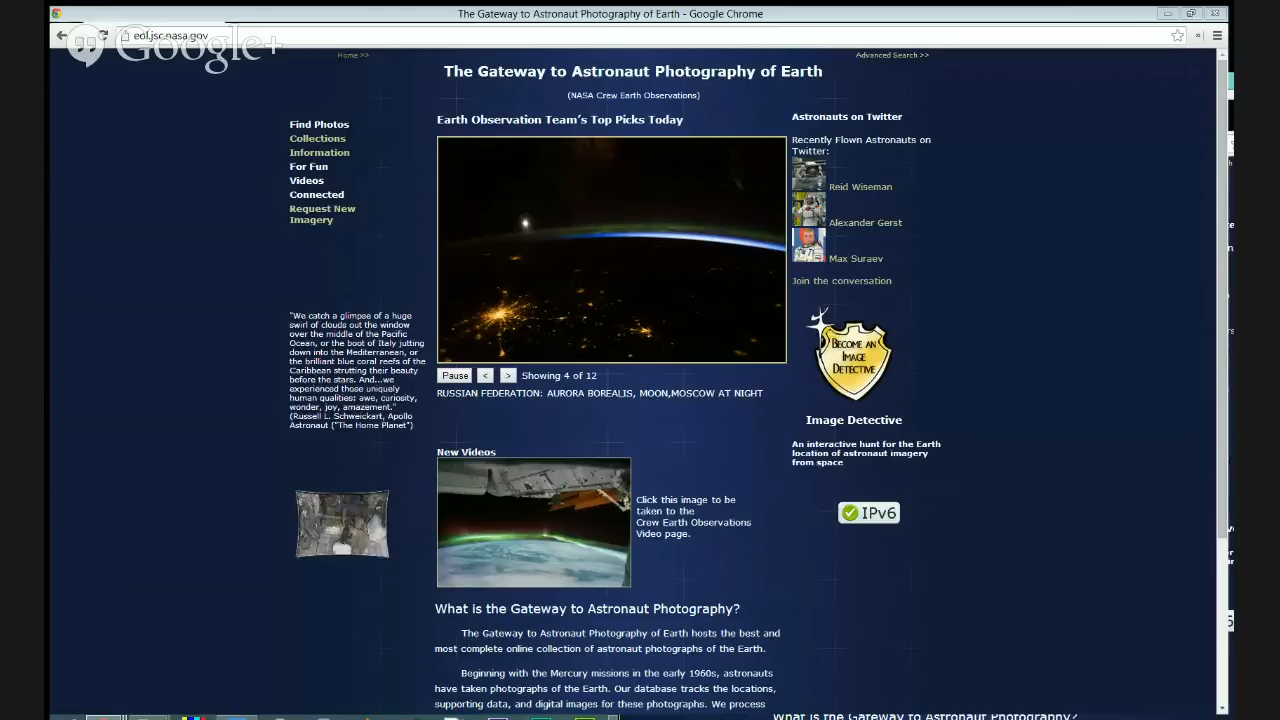 The Gateway to Astronaut Photography of Earth - Google Chrome
eol.jsc.nasa.gov
Google+
Home >>
Advanced Search >>
The Gateway to Astronaut Photography of Earth
(NASA Crew Earth Observations)
Find Photos
Collections
Information
For Fun
Videos
Connected
Request New
Imagery
"We catch a glimpse of a huge
swirl of clouds out the window
over the middle of the Pacific
Ocean, or the boot of Italy jutting
down into the Mediterranean, or
the brilliant blue coral reefs of the
Caribbean strutting their beauty
before the stars. And...we
experienced those uniquely
human qualities: awe, curiosity,
wonder, joy, amazement."
(Russell L. Schweickart, Apollo
Astronaut ("The Home Planet")
Earth Observation Team's Top Picks Today
Pause
<
>
Showing 4 of 12
RUSSIAN FEDERATION: AURORA BOREALIS, MOON,MOSCOW AT NIGHT
New Videos
Click this image to be
taken to the
Crew Earth Observations
Video page.
What is the Gateway to Astronaut Photography?
The Gateway to Astronaut Photography of Earth hosts the best and
most complete online collection of astronaut photographs of the Earth.
Beginning with the Mercury missions in the early 1960s, astronauts
have taken photographs of the Earth. Our database tracks the locations,
supporting data, and digital images for these photographs. We process
Astronauts on Twitter
Recently Flown Astronauts on
Twitter:
Reid Wiseman
Alexander Gerst
Max Suraev
Join the conversation
BECOME AN
IMAGE
DETECTIVE
Image Detective
An interactive hunt for the Earth
location of astronaut imagery
from space
IPv6
What is the Gateway to Astronaut Photography?